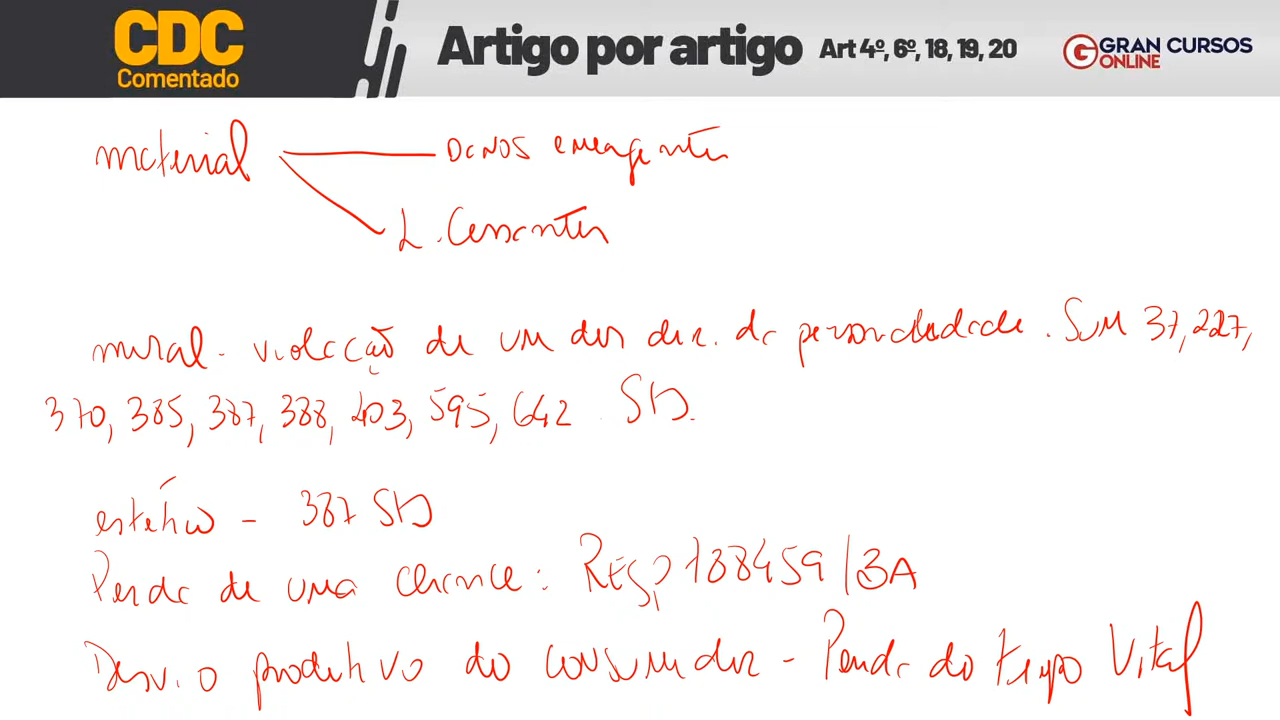 CDC
Comentado
Artigo por artigo Art 4º, 6º, 18, 19, 20
GRAN CURSOS
ONLINE
material
Danos emergentes
L. Cessantes
moral - violação de um dos dir. da personalidade. Sum 37, 227,
370, 385, 387, 388, 403, 595, 642 STJ.
estético - 387 STJ
Perda de uma chance: REsp 788459/BA
Desvio produtivo do consumidor - Perda do tempo Vital